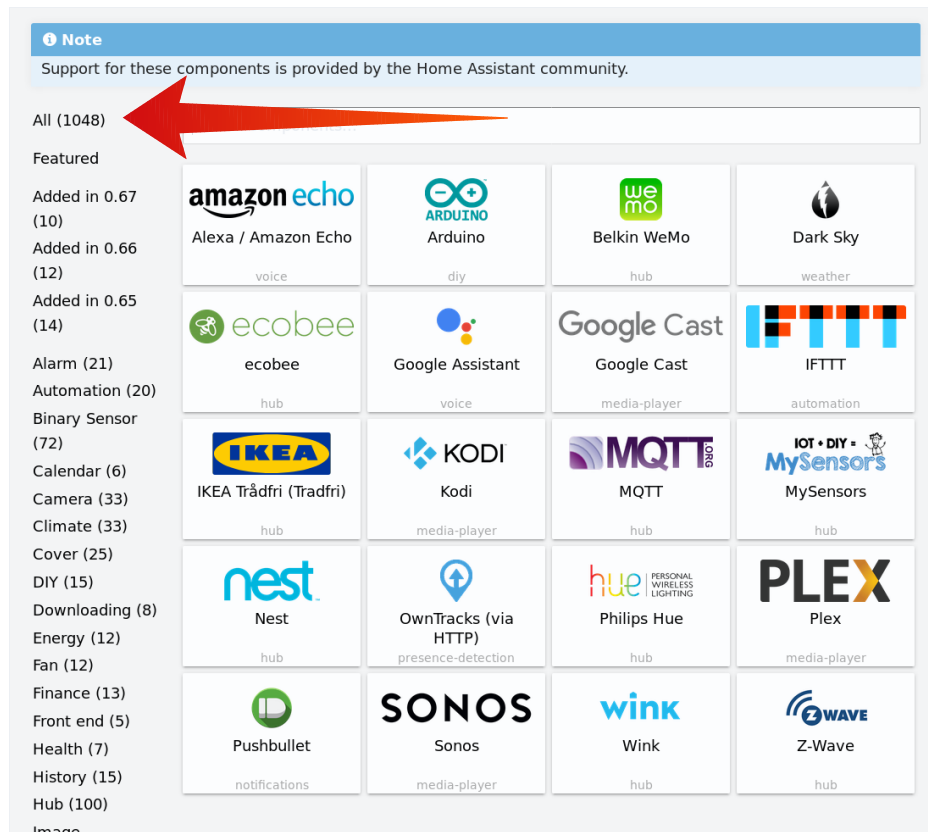 Note
Support for these components is provided by the Home Assistant community.
All (1048)
Featured
Added in 0.67
(10)
Added in 0.66
(12)
Added in 0.65
(14)
Alarm (21)
Automation (20)
Binary Sensor
(72)
Calendar (6)
Camera (33)
Climate (33)
Cover (25)
DIY (15)
Downloading (8)
Energy (12)
Fan (12)
Finance (13)
Front end (5)
Health (7)
History (15)
Hub (100)
Image
amazon echo
Alexa / Amazon Echo
voice
ARDUINO
Arduino
diy
we
mo
Belkin WeMo
hub
Dark Sky
weather
ecobee
ecobee
hub
Google Assistant
voice
Google Cast
Google Cast
media-player
IFTTT
IFTTT
automation
IKEA
IKEA Trådfri (Tradfri)
hub
KODI
Kodi
media-player
MQTT.ORG
MQTT
hub
IOT + DIY =
MySensors
MySensors
hub
nest
Nest
hub
OwnTracks (via
HTTP)
presence-detection
hue PERSONAL
WIRELESS
LIGHTING
Philips Hue
hub
PLEX
Plex
media-player
Pushbullet
notifications
SONOS
Sonos
media-player
wink
Wink
hub
Z WAVE
Z-Wave
hub